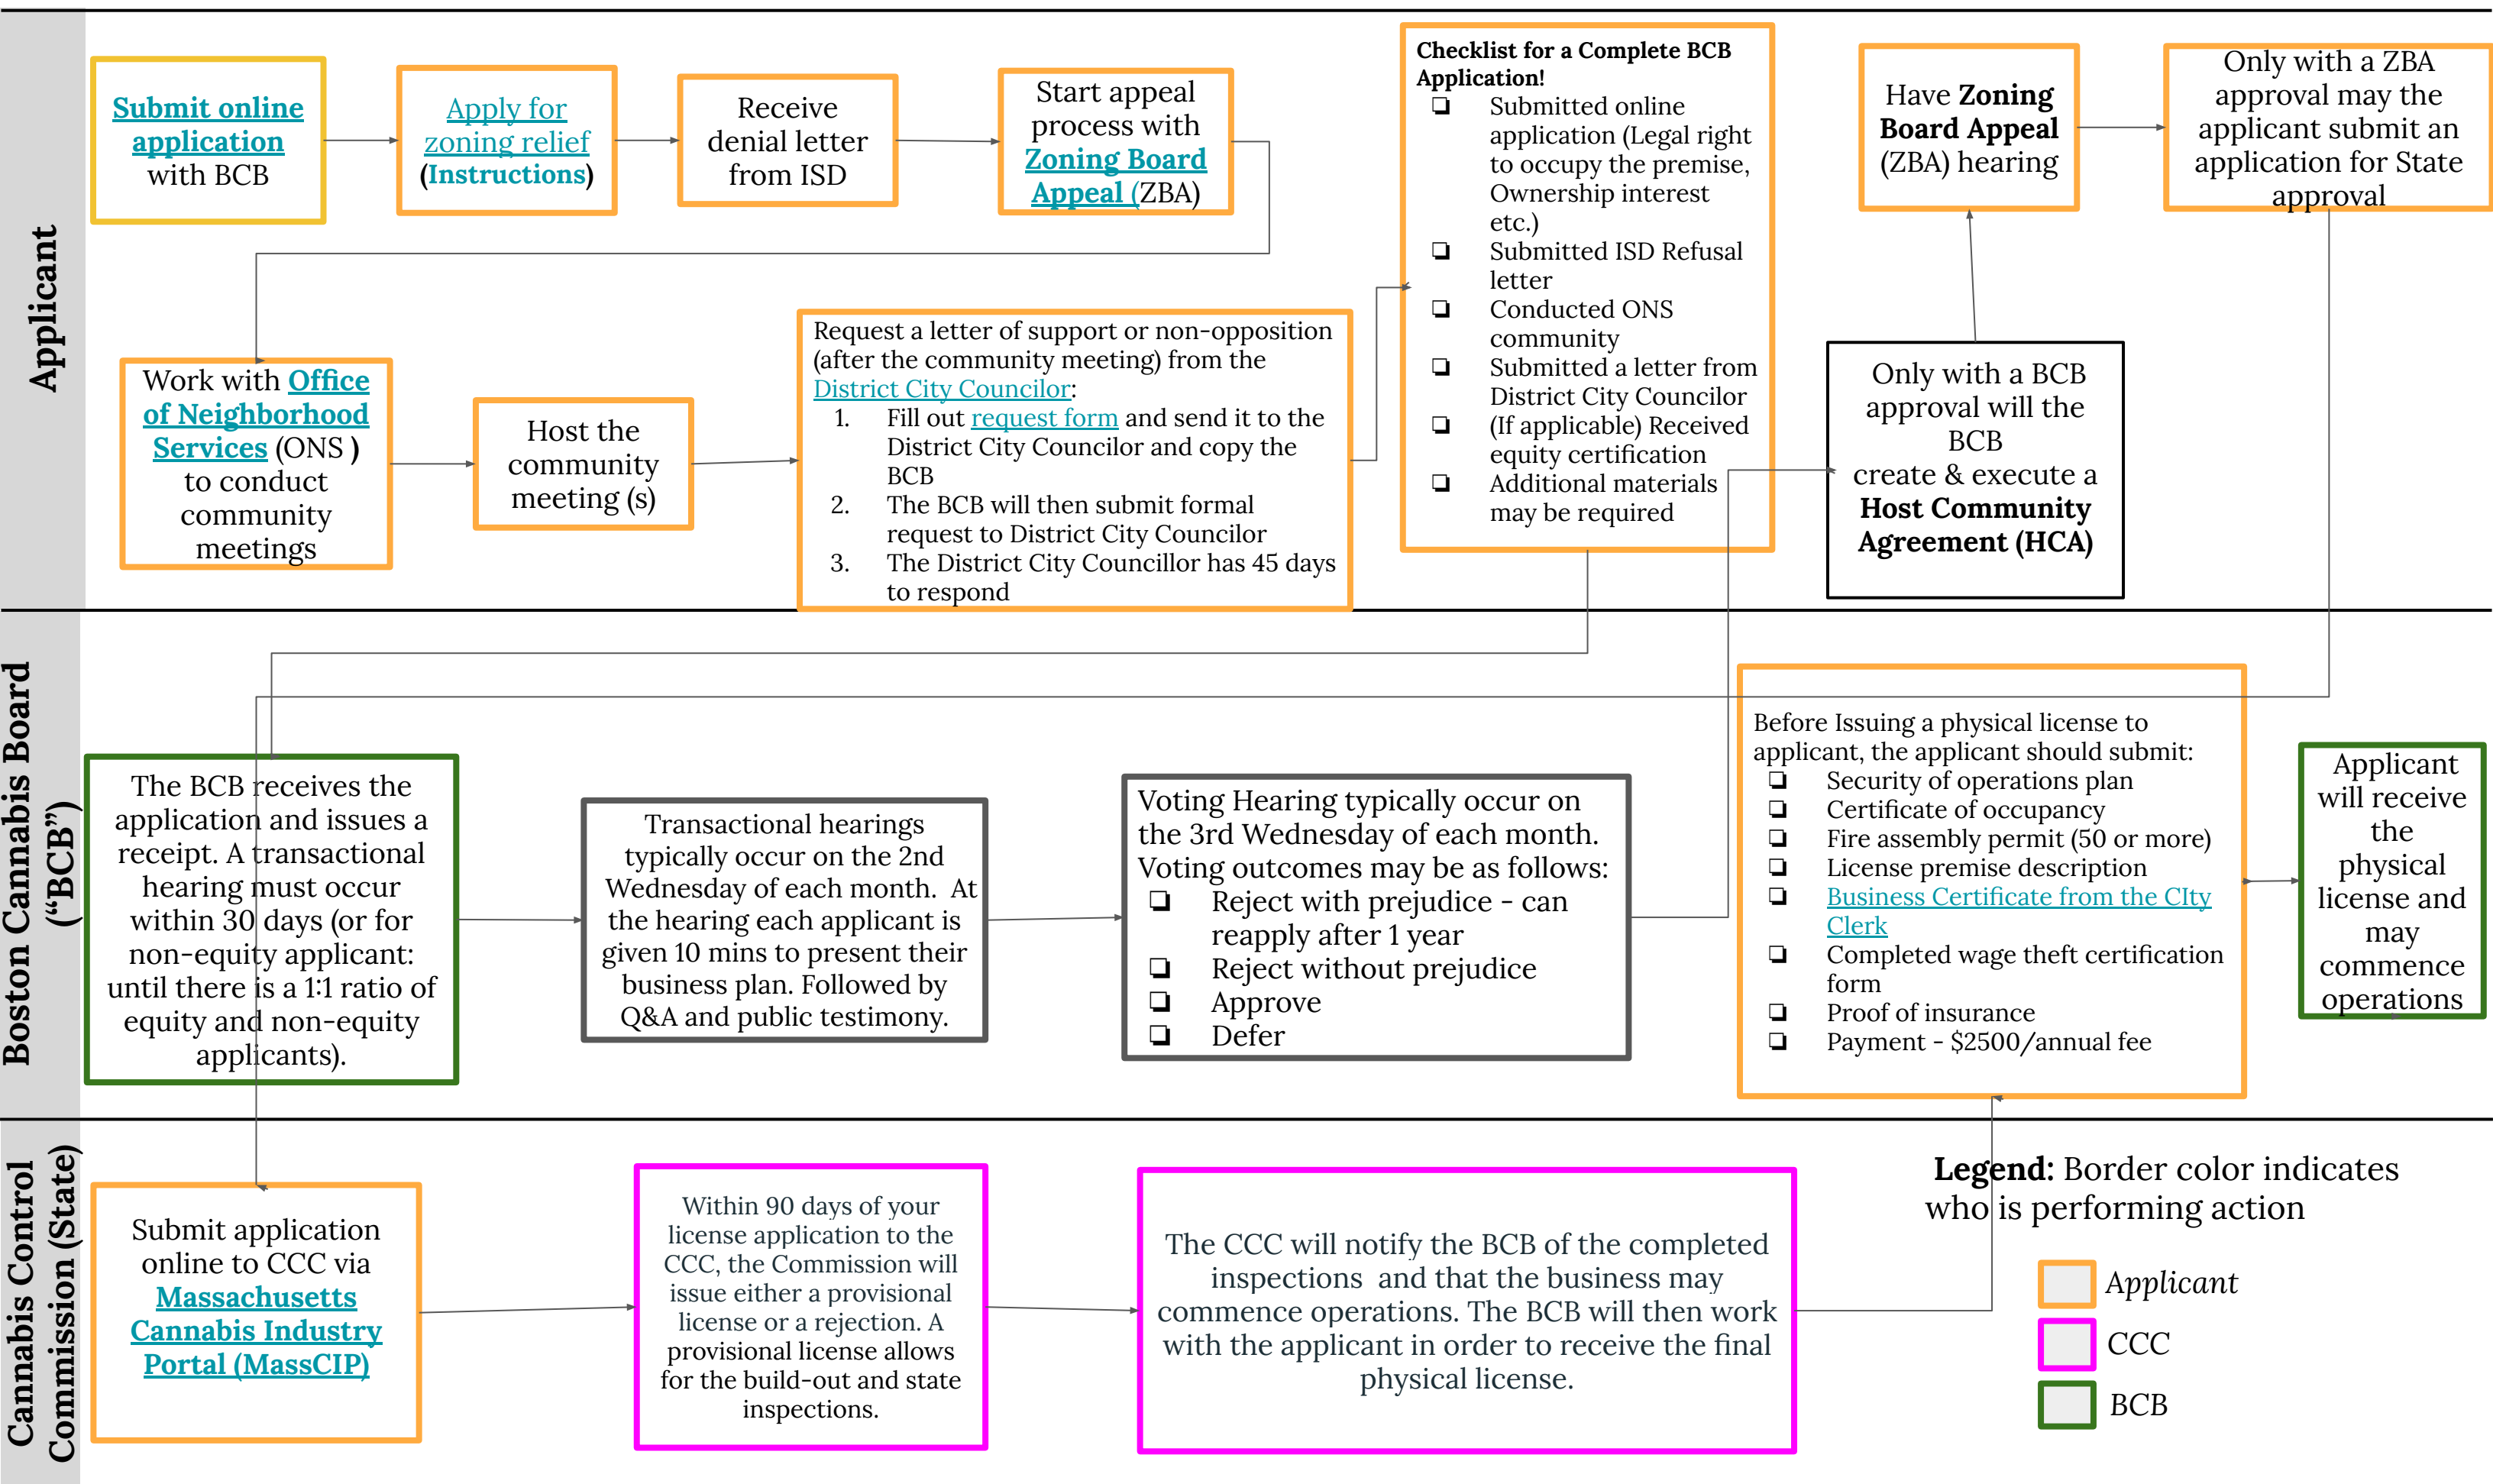 Applicant
Submit online
application
with BCB
Apply for
zoning relief
(Instructions)
Receive
denial letter
from ISD
Start appeal
process with
Zoning Board
Appeal (ZBA)
Work with Office
of Neighborhood
Services (ONS )
to conduct
community
meetings
Host the
community
meeting (s)
Request a letter of support or non-opposition
(after the community meeting) from the
District City Councilor:
1. Fill out request form and send it to the
District City Councilor and copy the
BCB
2. The BCB will then submit formal
request to District City Councilor
3. The District City Councillor has 45 days
to respond
Checklist for a Complete BCB
Application!
❏ Submitted online
application (Legal right
to occupy the premise,
Ownership interest
etc.)
❏ Submitted ISD Refusal
letter
❏ Conducted ONS
community
❏ Submitted a letter from
District City Councilor
❏ (If applicable) Received
equity certification
❏ Additional materials
may be required
Only with a BCB
approval will the
BCB
create & execute a
Host Community
Agreement (HCA)
Have Zoning
Board Appeal
(ZBA) hearing
Only with a ZBA
approval may the
applicant submit an
application for State
approval
Boston Cannabis Board
(“BCB”)
The BCB receives the
application and issues a
receipt. A transactional
hearing must occur
within 30 days (or for
non-equity applicant:
until there is a 1:1 ratio of
equity and non-equity
applicants).
Transactional hearings
typically occur on the 2nd
Wednesday of each month. At
the hearing each applicant is
given 10 mins to present their
business plan. Followed by
Q&A and public testimony.
Voting Hearing typically occur on
the 3rd Wednesday of each month.
Voting outcomes may be as follows:
❏ Reject with prejudice - can
reapply after 1 year
❏ Reject without prejudice
❏ Approve
❏ Defer
Before Issuing a physical license to
applicant, the applicant should submit:
❏ Security of operations plan
❏ Certificate of occupancy
❏ Fire assembly permit (50 or more)
❏ License premise description
❏ Business Certificate from the CIty
Clerk
❏ Completed wage theft certification
form
❏ Proof of insurance
❏ Payment - $2500/annual fee
Applicant
will receive
the
physical
license and
may
commence
operations
Cannabis Control
Commission (State)
Submit application
online to CCC via
Massachusetts
Cannabis Industry
Portal (MassCIP)
Within 90 days of your
license application to the
CCC, the Commission will
issue either a provisional
license or a rejection. A
provisional license allows
for the build-out and state
inspections.
The CCC will notify the BCB of the completed
inspections and that the business may
commence operations. The BCB will then work
with the applicant in order to receive the final
physical license.
Legend: Border color indicates
who is performing action
Applicant
CCC
BCB